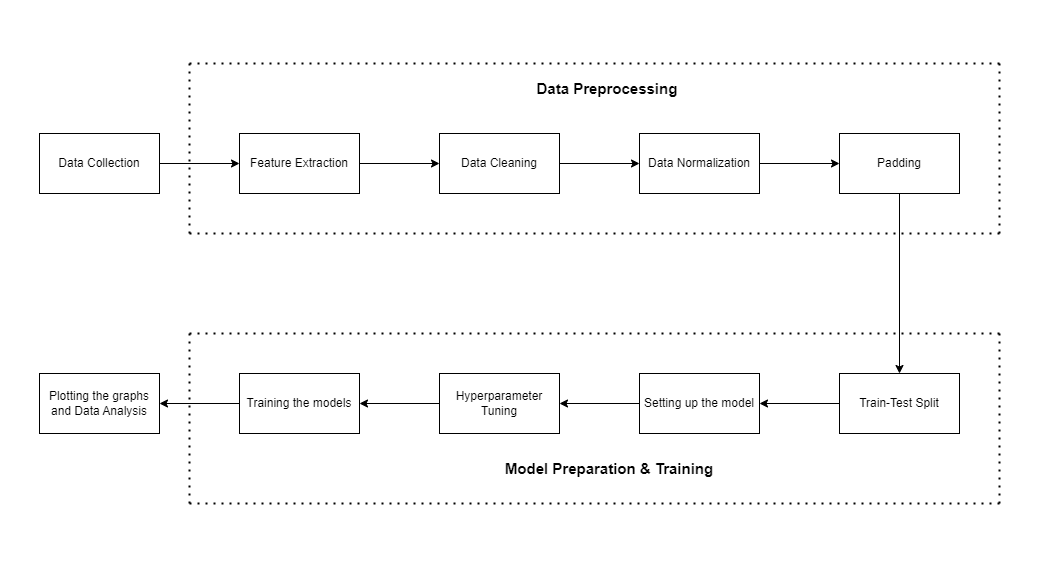 Data Preprocessing
Data Collection
Feature Extraction
Data Cleaning
Data Normalization
Padding
Plotting the graphs
and Data Analysis
Training the models
Hyperparameter
Tuning
Setting up the model
Train-Test Split
Model Preparation & Training